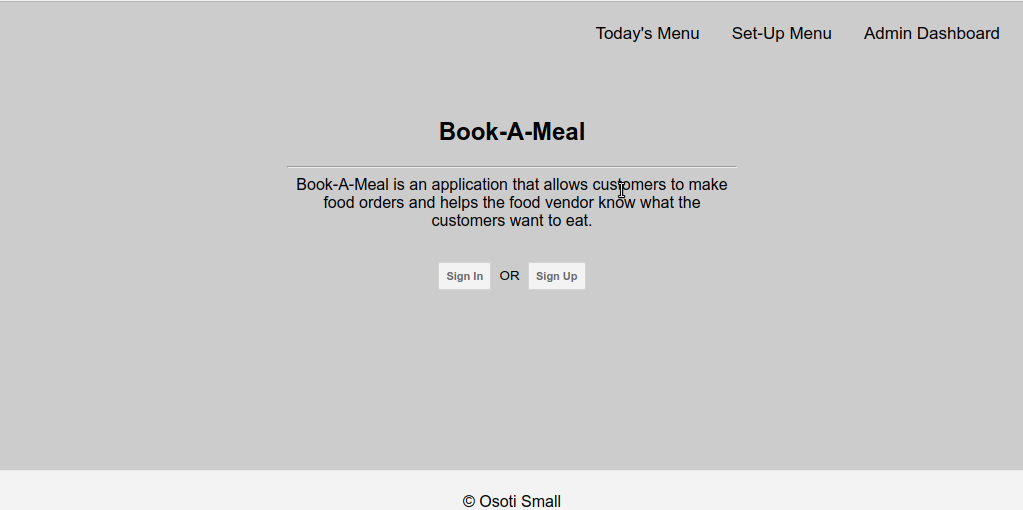 Today's Menu Set-Up Menu Admin Dashboard
Book-A-Meal
Book-A-Meal is an application that allows customers to make
food orders and helps the food vendor know what the
customers want to eat.
Sign In OR Sign Up
© Osoti Small